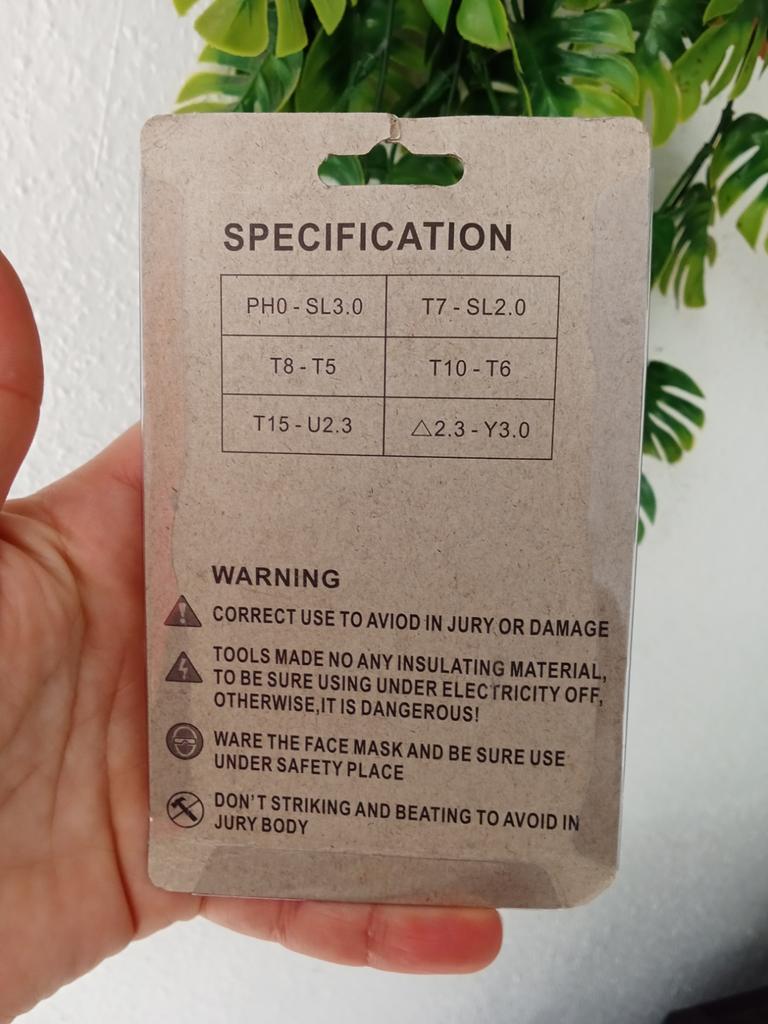 SPECIFICATION
PH0 - SL3.0 T7 - SL2.0
T8 - T5 T10 - T6
T15 - U2.3 △2.3 - Y3.0
WARNING
CORRECT USE TO AVIOD IN JURY OR DAMAGE
TOOLS MADE NO ANY INSULATING MATERIAL,
TO BE SURE USING UNDER ELECTRICITY OFF,
OTHERWISE,IT IS DANGEROUS!
WARE THE FACE MASK AND BE SURE USE
UNDER SAFETY PLACE
DON'T STRIKING AND BEATING TO AVOID IN
JURY BODY